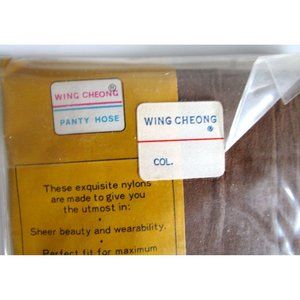 WING CHEONG ®
PANTY HOSE
WING CHEONG
®
COL.
These exquisite nylons
are made to give you
the utmost in:
•
Sheer beauty and wearability.
•
Perfect fit for maximum